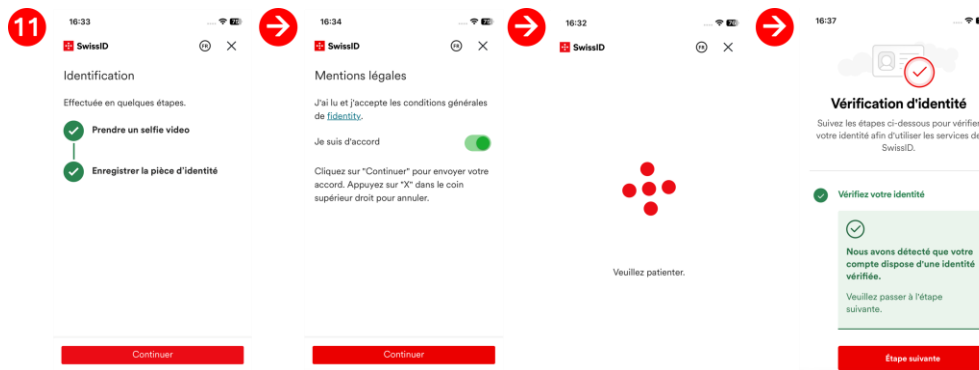 11
16:33
SwissID
FR
Identification
Effectuée en quelques étapes.
Prendre un selfie video
Enregistrer la pièce d'identité
Continuer
16:34
SwissID
FR
Mentions légales
J'ai lu et j'accepte les conditions générales
de fidentity.
Je suis d'accord
Cliquez sur "Continuer" pour envoyer votre
accord. Appuyez sur "X" dans le coin
supérieur droit pour annuler.
Continuer
16:32
SwissID
FR
Veuillez patienter.
16:37
Vérification d'identité
Suivez les étapes ci-dessous pour vérifier
votre identité afin d'utiliser les services de
SwissID.
Vérifiez votre identité
Nous avons détecté que votre
compte dispose d'une identité
vérifiée.
Veuillez passer à l'étape
suivante.
Étape suivante